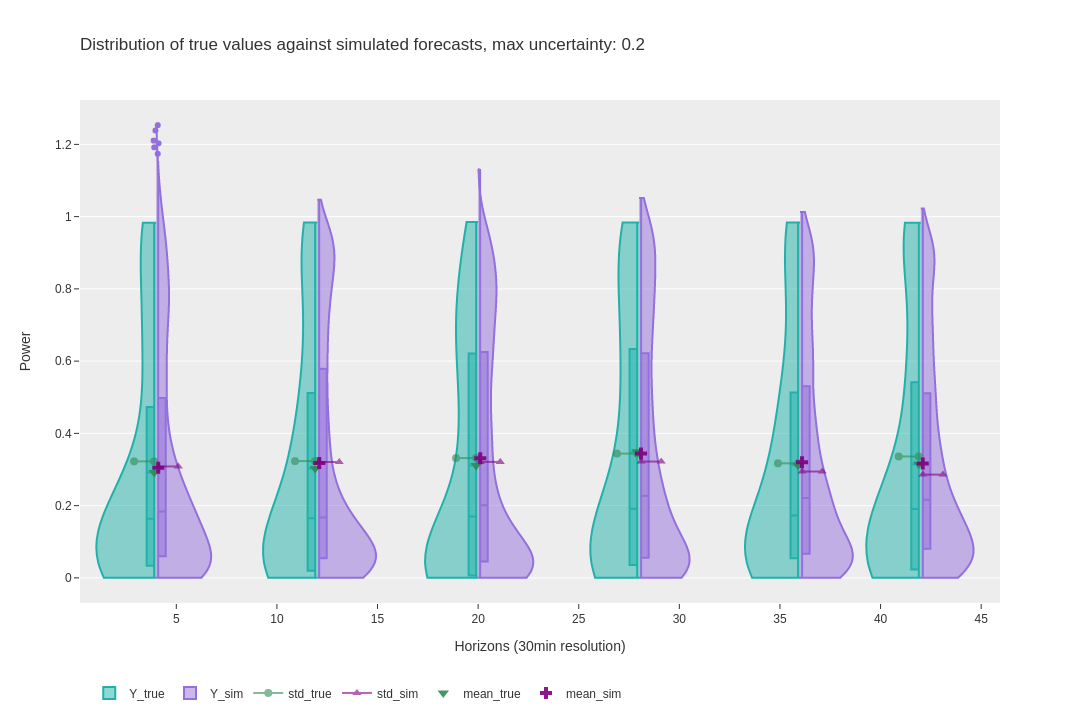 Distribution of true values against simulated forecasts, max uncertainty: 0.2
1.2
1
0.8
0.6
0.4
0.2
0
Power
5 10 15 20 25 30 35 40 45
Horizons (30min resolution)
Y_true Y_sim std_true std_sim mean_true mean_sim